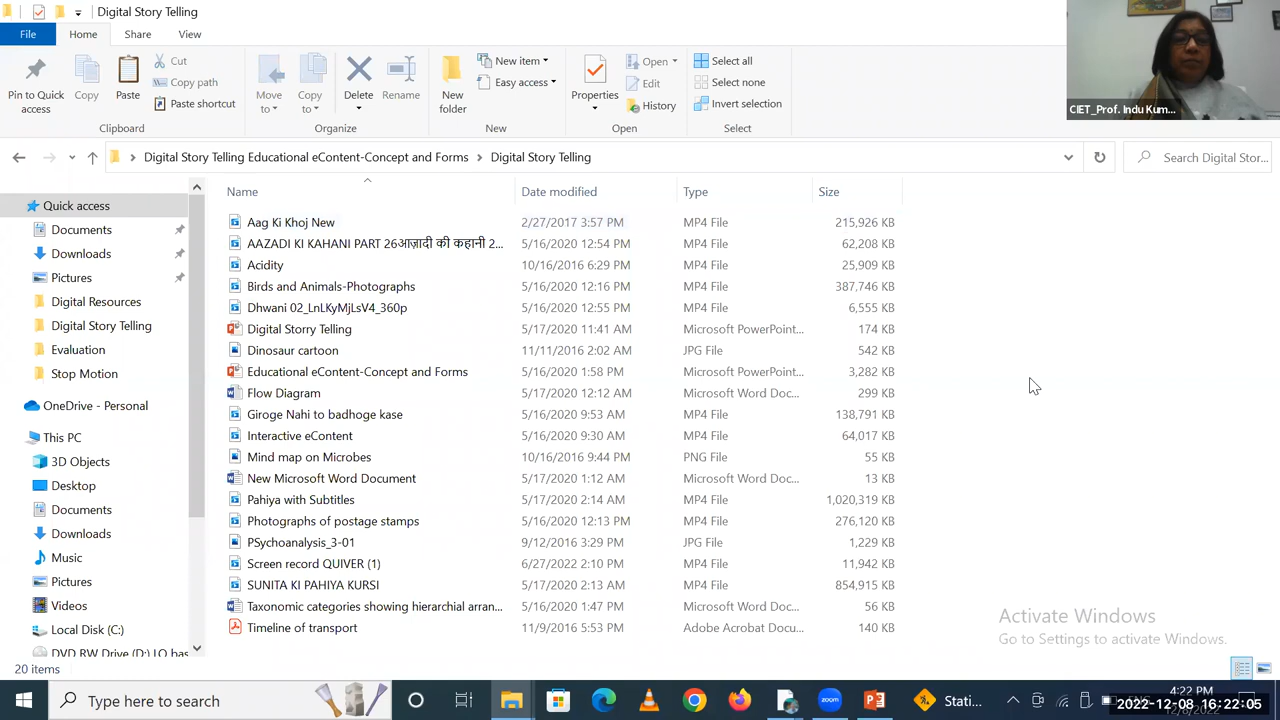 Digital Story Telling
File Home Share View
Pin to Quick access
Copy
Paste
Cut
Copy path
Paste shortcut
Clipboard
Move to
Copy to
Delete
Rename
Organize
New folder
New item
Easy access
New
Properties
Open
Edit
History
Open
Select all
Select none
Invert selection
Select
CIET_Prof. Indu Kum...
Digital Story Telling Educational eContent-Concept and Forms > Digital Story Telling
Search Digital Stor...
Quick access
Documents
Downloads
Pictures
Digital Resources
Digital Story Telling
Evaluation
Stop Motion
OneDrive - Personal
This PC
3D Objects
Desktop
Documents
Downloads
Music
Pictures
Videos
Local Disk (C:)
DVD RW Drive (D:) LO bas
Name Date modified Type Size
Aag Ki Khoj New 2/27/2017 3:57 PM MP4 File 215,926 KB
AAZADI KI KAHANI PART 26आज़ादी की कहानी 2... 5/16/2020 12:54 PM MP4 File 62,208 KB
Acidity 10/16/2016 6:29 PM MP4 File 25,909 KB
Birds and Animals-Photographs 5/16/2020 12:16 PM MP4 File 387,746 KB
Dhwani 02_LnLKyMjLsV4_360p 5/16/2020 12:55 PM MP4 File 6,555 KB
Digital Storry Telling 5/17/2020 11:41 AM Microsoft PowerPoint... 174 KB
Dinosaur cartoon 11/11/2016 2:02 AM JPG File 542 KB
Educational eContent-Concept and Forms 5/16/2020 1:58 PM Microsoft PowerPoint... 3,282 KB
Flow Diagram 5/17/2020 12:12 AM Microsoft Word Doc... 299 KB
Giroge Nahi to badhoge kase 5/16/2020 9:53 AM MP4 File 138,791 KB
Interactive eContent 5/16/2020 9:30 AM MP4 File 64,017 KB
Mind map on Microbes 10/16/2016 9:44 PM PNG File 55 KB
New Microsoft Word Document 5/17/2020 1:12 AM Microsoft Word Doc... 13 KB
Pahiya with Subtitles 5/17/2020 2:14 AM MP4 File 1,020,319 KB
Photographs of postage stamps 5/16/2020 12:13 PM MP4 File 276,120 KB
PSychoanalysis_3-01 9/12/2016 3:29 PM JPG File 1,229 KB
Screen record QUIVER (1) 6/27/2022 2:10 PM MP4 File 11,942 KB
SUNITA KI PAHIYA KURSI 5/17/2020 2:13 AM MP4 File 854,915 KB
Taxonomic categories showing hierarchial arran... 5/16/2020 1:47 PM Microsoft Word Doc... 56 KB
Timeline of transport 11/9/2016 5:53 PM Adobe Acrobat Docu... 140 KB
Activate Windows
Go to Settings to activate Windows.
20 items
Type here to search
zoom
Stati...
4:22 PM
2022-12-08 16:22:05